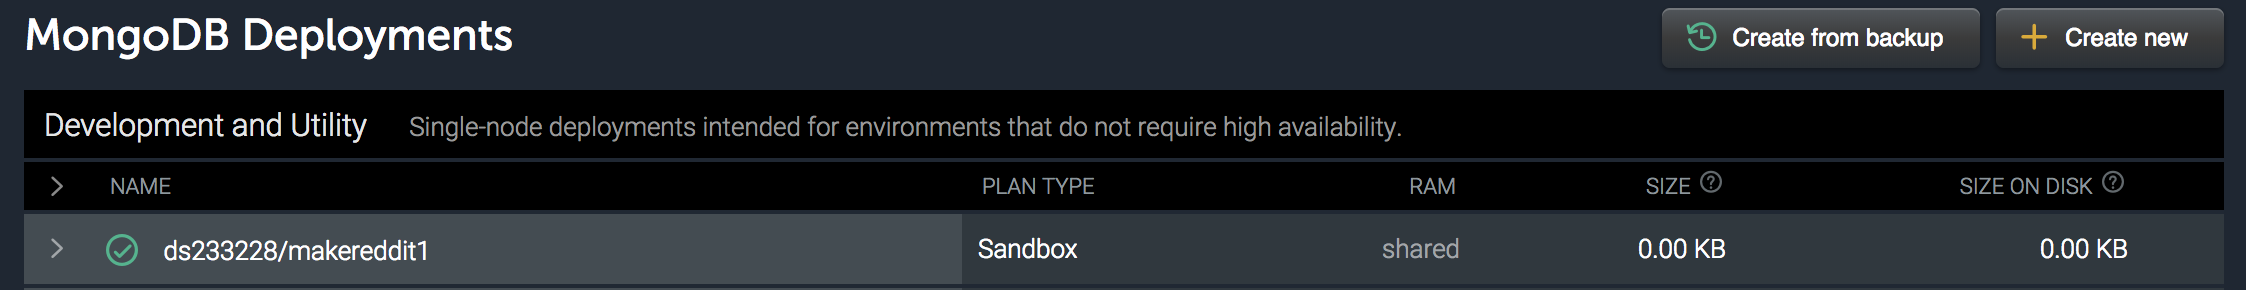 MongoDB Deployments
Create from backup
Create new
Development and Utility Single-node deployments intended for environments that do not require high availability.
NAME PLAN TYPE RAM SIZE ? SIZE ON DISK ?
ds233228/makereddit1 Sandbox shared 0.00 KB 0.00 KB